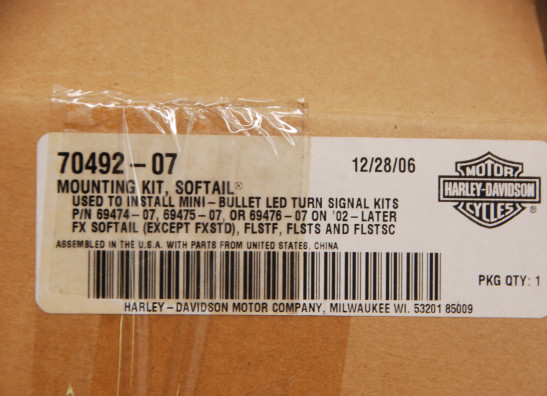 70492-07
12/28/06
MOUNTING KIT, SOFTAIL®
USED TO INSTALL MINI-BULLET LED TURN SIGNAL KITS
P/N 69474-07, 69475-07, OR 69476-07 ON '02-LATER
FX SOFTAIL (EXCEPT FXSTD), FLSTF, FLSTS AND FLSTSC
ASSEMBLED IN THE U.S.A. WITH PARTS FROM UNITED STATES, CHINA
MOTOR
HARLEY-DAVIDSON
CYCLES®
PKG QTY: 1
HARLEY-DAVIDSON MOTOR COMPANY, MILWAUKEE WI. 53201 85009